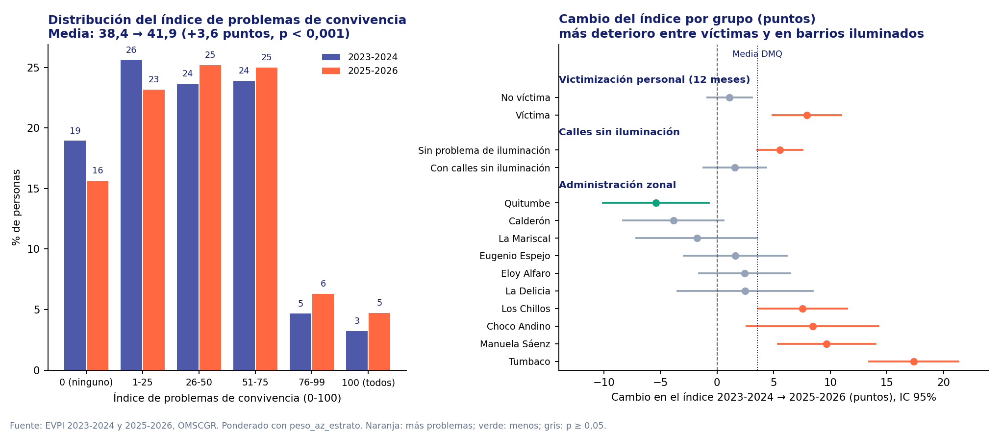 Distribución del índice de problemas de convivencia
Media: 38,4 → 41,9 (+3,6 puntos, p < 0,001)
2023-2024
2025-2026
26
23
24
25
24
25
19
16
5
6
3
5
% de personas
25
20
15
10
5
0
0 (ninguno)
1-25
26-50
51-75
76-99
100 (todos)
Índice de problemas de convivencia (0-100)
Cambio del índice por grupo (puntos)
más deterioro entre víctimas y en barrios iluminados
Media DMQ
Victimización personal (12 meses)
No víctima
Víctima
Calles sin iluminación
Sin problema de iluminación
Con calles sin iluminación
Administración zonal
Quitumbe
Calderón
La Mariscal
Eugenio Espejo
Eloy Alfaro
La Delicia
Los Chillos
Choco Andino
Manuela Sáenz
Tumbaco
−10
−5
0
5
10
15
20
Cambio en el índice 2023-2024 → 2025-2026 (puntos), IC 95%
Fuente: EVPI 2023-2024 y 2025-2026, OMSCGR. Ponderado con peso_az_estrato. Naranja: más problemas; verde: menos; gris: p ≥ 0,05.